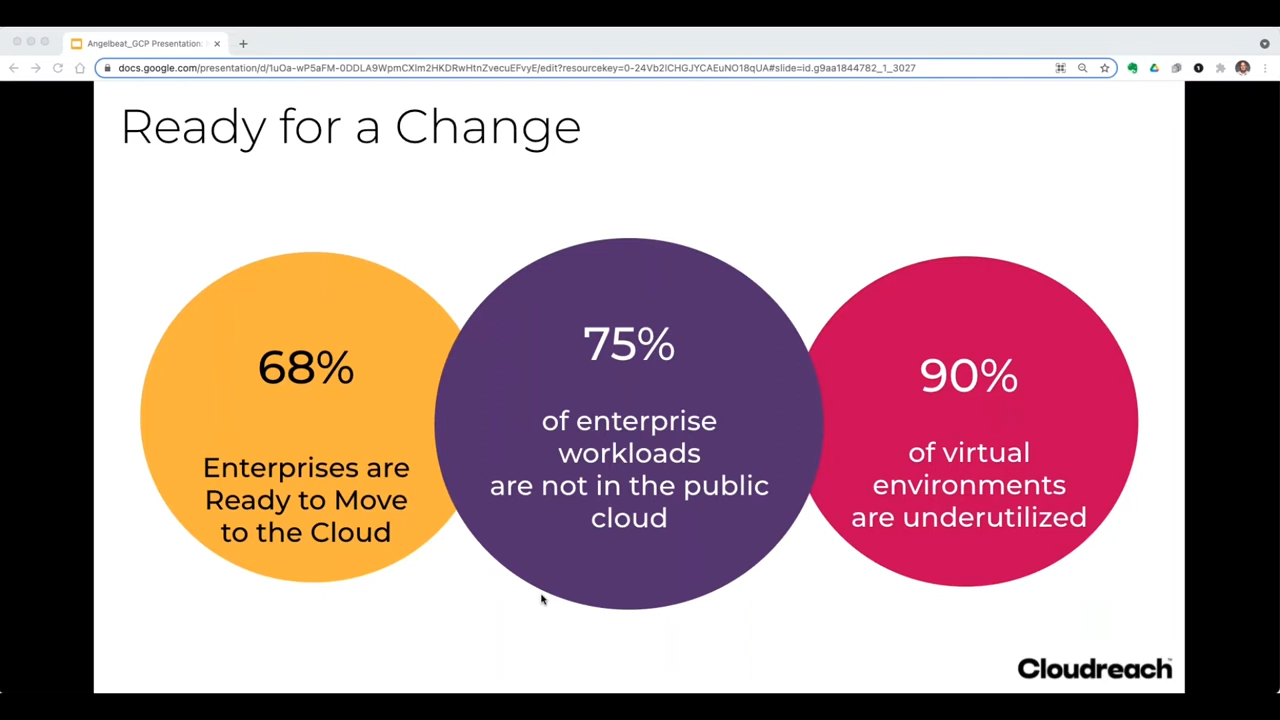 Angelbeat_GCP Presentation:
docs.google.com/presentation/d/1uOa-wP5aFM-0DDLA9WpmCXlm2HKDRwHtnZvecuEFvyE/edit?resourcekey=0-24Vb2lCHGJYCAEuNO18qUA#slide=id.g9aa1844782_1_3027
Ready for a Change
68%
Enterprises are
Ready to Move
to the Cloud
75%
of enterprise
workloads
are not in the public
cloud
90%
of virtual
environments
are underutilized
Cloudreach